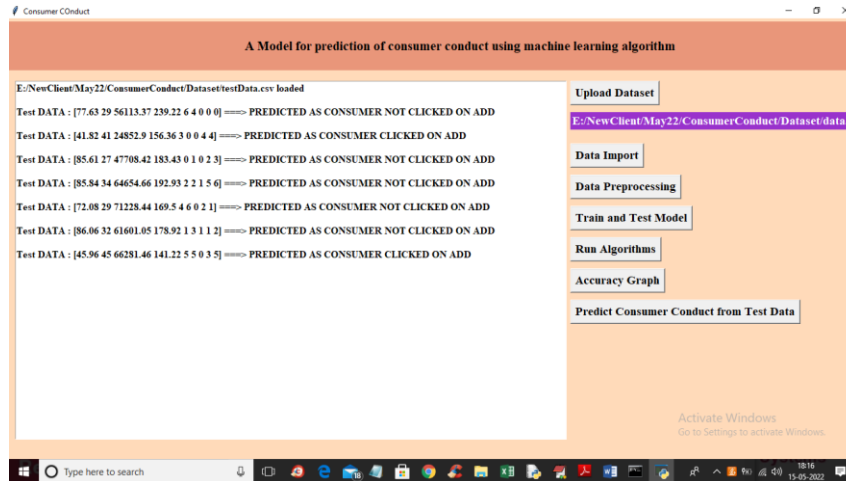 Consumer COnduct
A Model for prediction of consumer conduct using machine learning algorithm
E:/NewClient/May22/ConsumerConduct/Dataset/testData.csv loaded
Test DATA : [77.63 29 56113.37 239.22 6 4 0 0 0] ===> PREDICTED AS CONSUMER NOT CLICKED ON ADD
Test DATA : [41.82 41 24852.9 156.36 3 0 0 4 4] ===> PREDICTED AS CONSUMER CLICKED ON ADD
Test DATA : [85.61 27 47708.42 183.43 0 1 0 2 3] ===> PREDICTED AS CONSUMER NOT CLICKED ON ADD
Test DATA : [85.84 34 64654.66 192.93 2 2 1 5 6] ===> PREDICTED AS CONSUMER NOT CLICKED ON ADD
Test DATA : [72.08 29 71228.44 169.5 4 6 0 2 1] ===> PREDICTED AS CONSUMER NOT CLICKED ON ADD
Test DATA : [86.06 32 61601.05 178.92 1 3 1 1 2] ===> PREDICTED AS CONSUMER NOT CLICKED ON ADD
Test DATA : [45.96 45 66281.46 141.22 5 5 0 3 5] ===> PREDICTED AS CONSUMER CLICKED ON ADD
Upload Dataset
E:/NewClient/May22/ConsumerConduct/Dataset/data
Data Import
Data Preprocessing
Train and Test Model
Run Algorithms
Accuracy Graph
Predict Consumer Conduct from Test Data
Activate Windows
Go to Settings to activate Windows.
Type here to search
18:16
15-05-2022